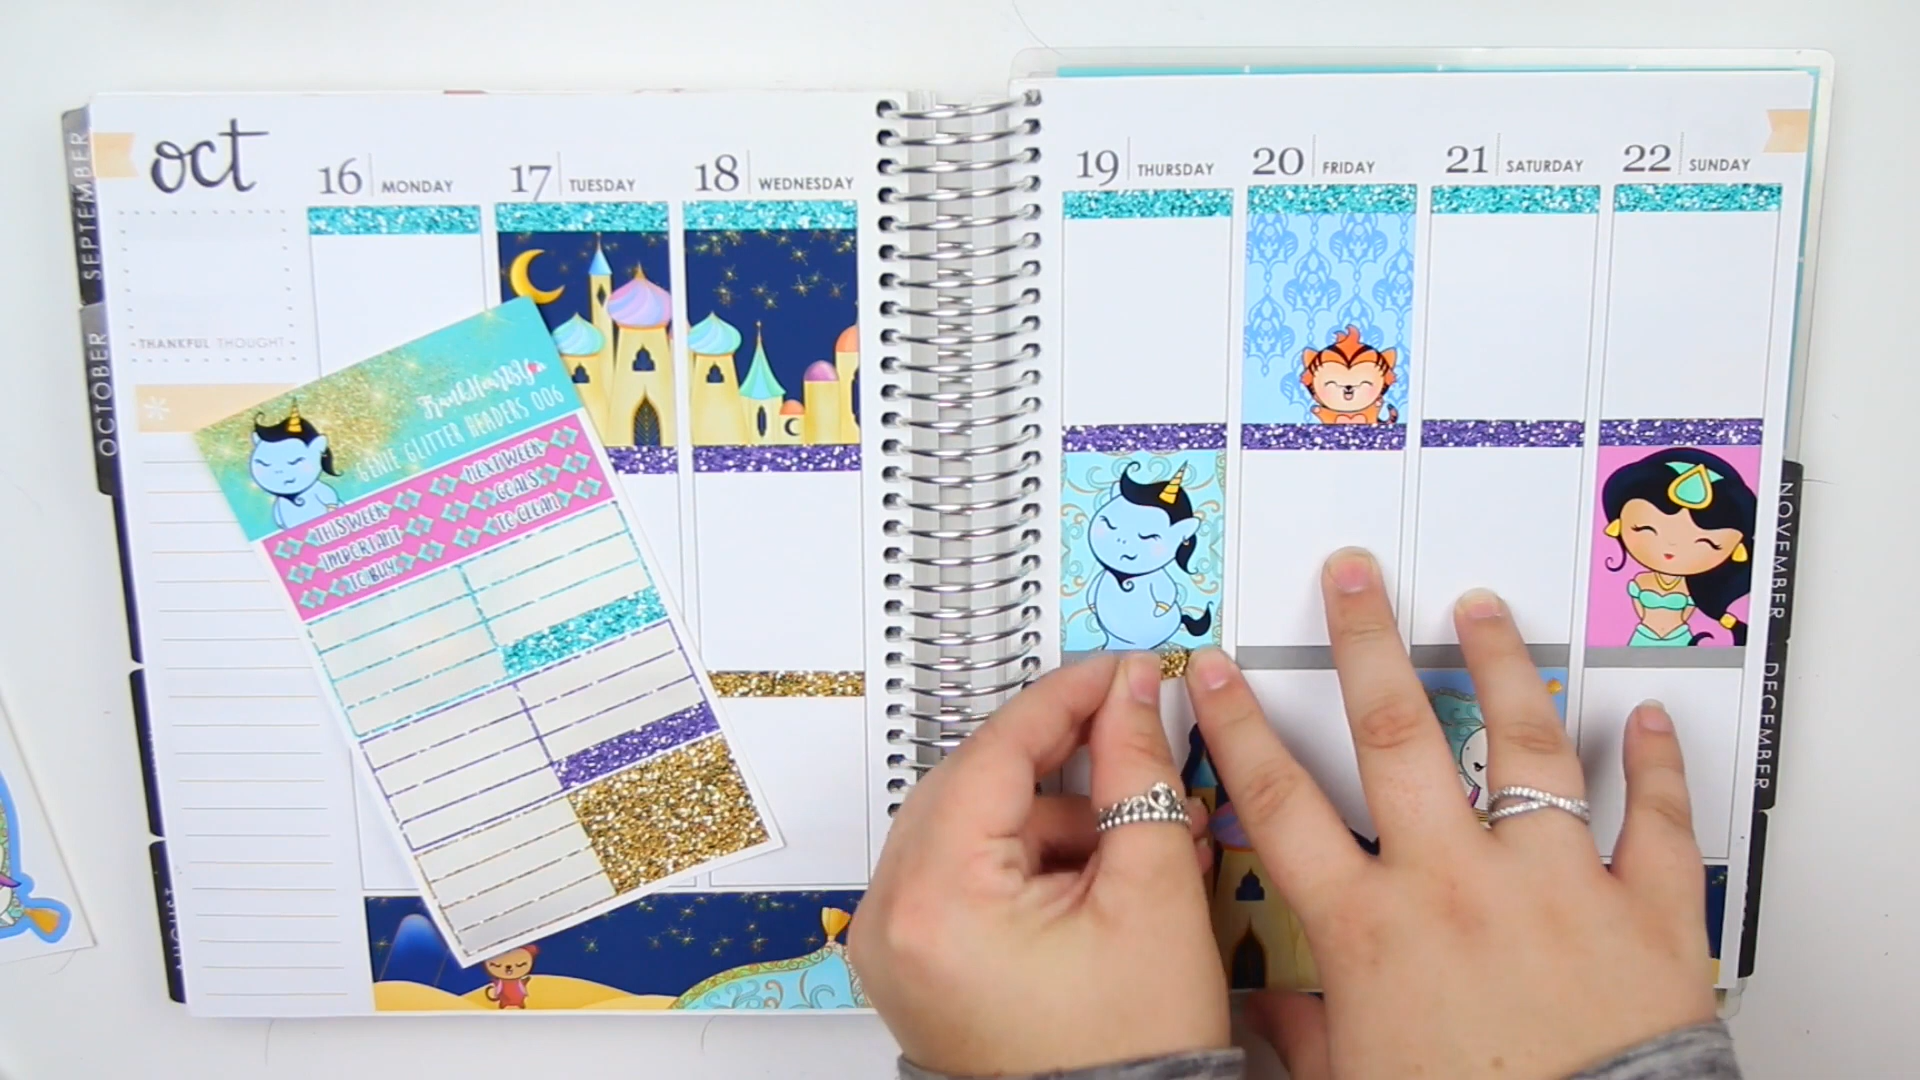 oct
16 MONDAY
17 TUESDAY
18 WEDNESDAY
19 THURSDAY
20 FRIDAY
21 SATURDAY
22 SUNDAY
SEPTEMBER
OCTOBER
THANKFUL THOUGHT
GENIE GLITTER HEADERS 006
THIS WEEK
NEXT WEEK
IMPORTANT
GOALS
TO BUY
TO CLEAN
NOVEMBER
DECEMBER
AUGUST